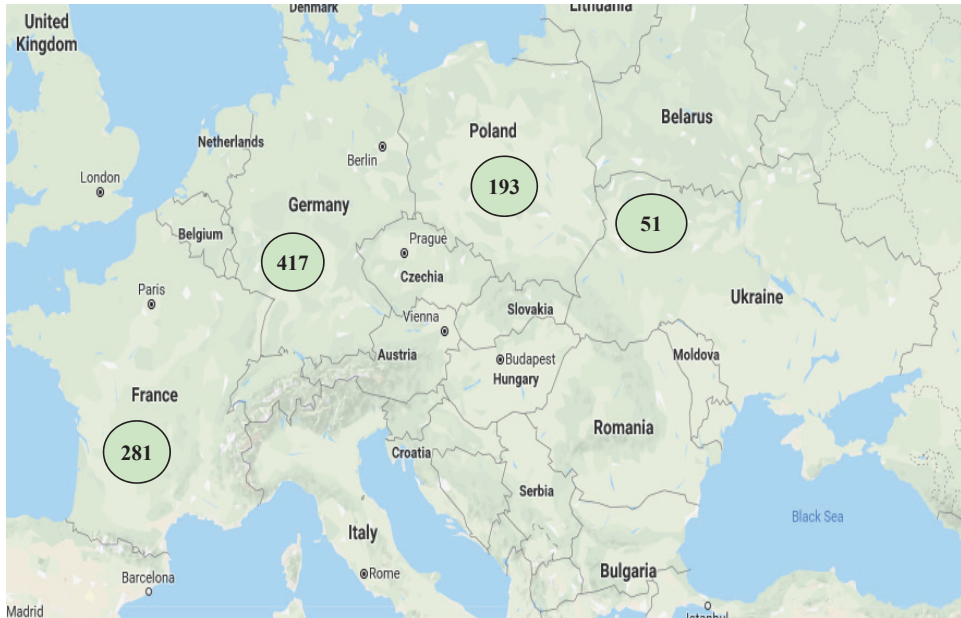 Denmark
Lithuania
United
Kingdom
Belarus
Poland
Netherlands
Berlin
London
193
Germany
51
Belgium
Prague
417
Czechia
Paris
Ukraine
Slovakia
Vienna
Austria
Moldova
Budapest
Hungary
France
Romania
281
Croatia
Serbia
Black Sea
Italy
Rome
Barcelona
Bulgaria
Madrid
Istanbul